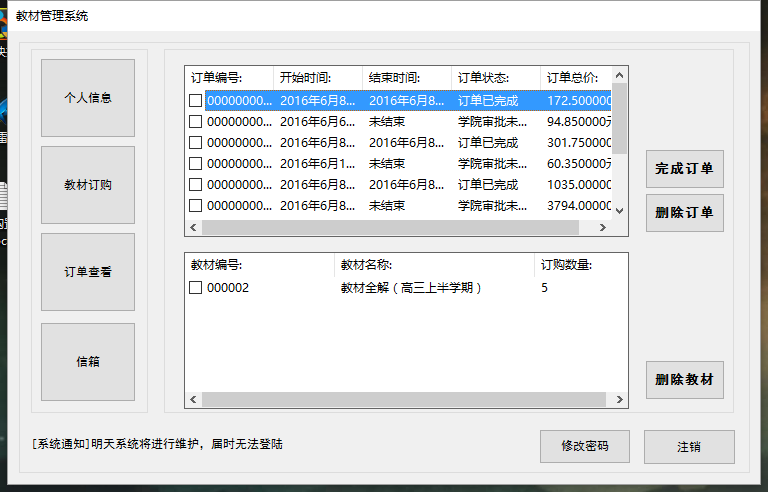 教材管理系统
个人信息
教材订购
订单查看
信箱
订单编号: 开始时间: 结束时间: 订单状态: 订单总价:
00000000... 2016年6月8... 2016年6月8... 订单已完成 172.500000
00000000... 2016年6月6... 未结束 学院审批未... 94.850000元
00000000... 2016年6月8... 2016年6月8... 订单已完成 301.750000
00000000... 2016年6月1... 未结束 学院审批未... 60.350000元
00000000... 2016年6月8... 2016年6月8... 订单已完成 1035.00000
00000000... 2016年6月8... 未结束 学院审批未... 3794.00000
完成订单
删除订单
教材编号: 教材名称: 订购数量:
000002 教材全解（高三上半学期） 5
删除教材
[系统通知]明天系统将进行维护，届时无法登陆
修改密码
注销